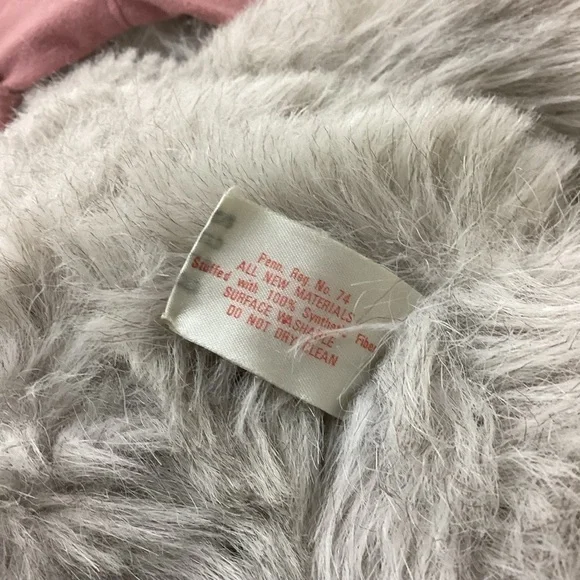 Penn. Reg No. 74
ALL NEW MATERIALS
Stuffed with 100% Synthetic Fiber
SURFACE WASHABLE
DO NOT DRY CLEAN